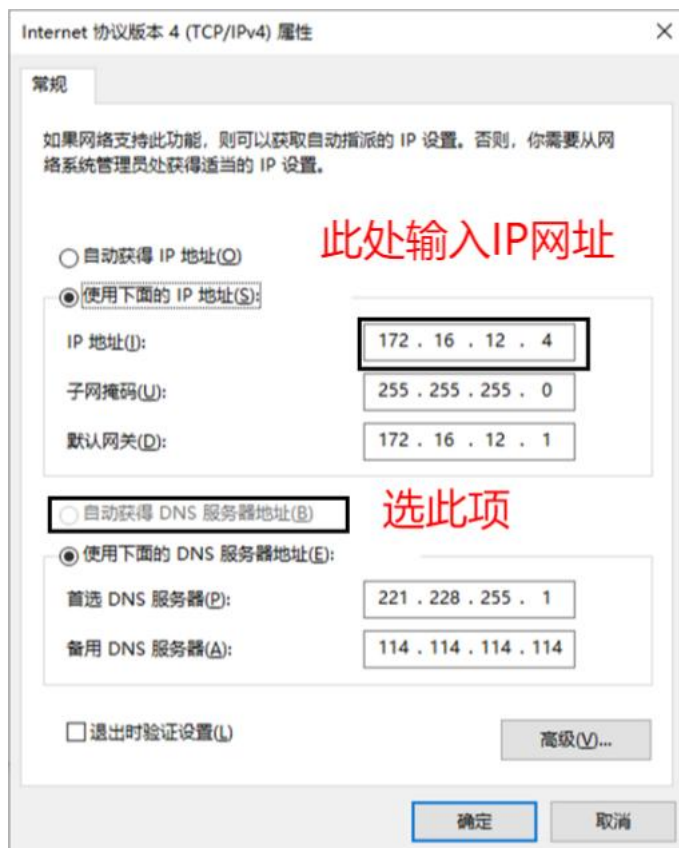 Internet 协议版本 4 (TCP/IPv4) 属性
常规
如果网络支持此功能，则可以获取自动指派的 IP 设置。否则，你需要从网
络系统管理员处获得适当的 IP 设置。
此处输入IP网址
自动获得 IP 地址(O)
使用下面的 IP 地址(S):
IP 地址(I): 172 . 16 . 12 . 4
子网掩码(U): 255 . 255 . 255 . 0
默认网关(D): 172 . 16 . 12 . 1
自动获得 DNS 服务器地址(B) 选此项
使用下面的 DNS 服务器地址(E):
首选 DNS 服务器(P): 221 . 228 . 255 . 1
备用 DNS 服务器(A): 114 . 114 . 114 . 114
退出时验证设置(L)
高级(V)...
确定 取消